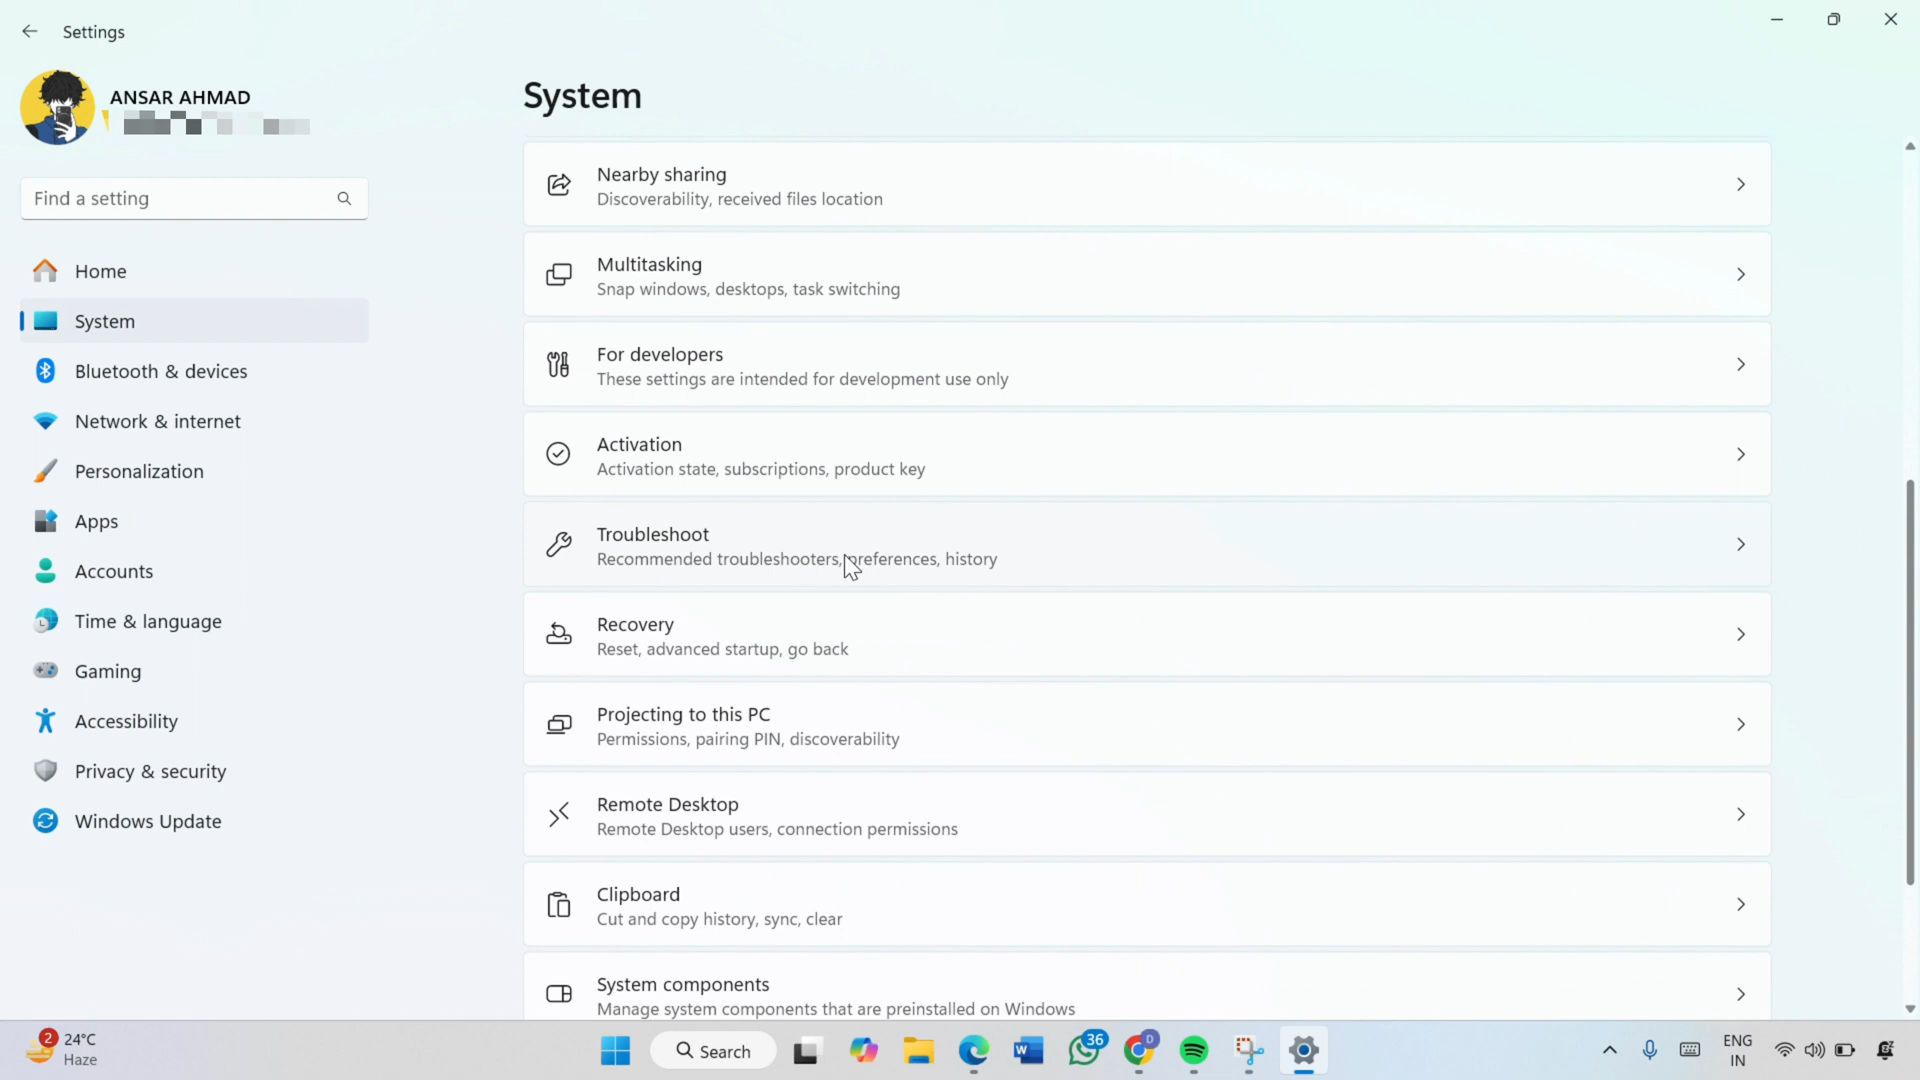 Settings
ANSAR AHMAD
Find a setting
Home
System
Bluetooth & devices
Network & internet
Personalization
Apps
Accounts
Time & language
Gaming
Accessibility
Privacy & security
Windows Update
System
Nearby sharing
Discoverability, received files location
Multitasking
Snap windows, desktops, task switching
For developers
These settings are intended for development use only
Activation
Activation state, subscriptions, product key
Troubleshoot
Recommended troubleshooters, preferences, history
Recovery
Reset, advanced startup, go back
Projecting to this PC
Permissions, pairing PIN, discoverability
Remote Desktop
Remote Desktop users, connection permissions
Clipboard
Cut and copy history, sync, clear
System components
Manage system components that are preinstalled on Windows
2
24°C
Haze
Search
W
36
D
ENG
IN